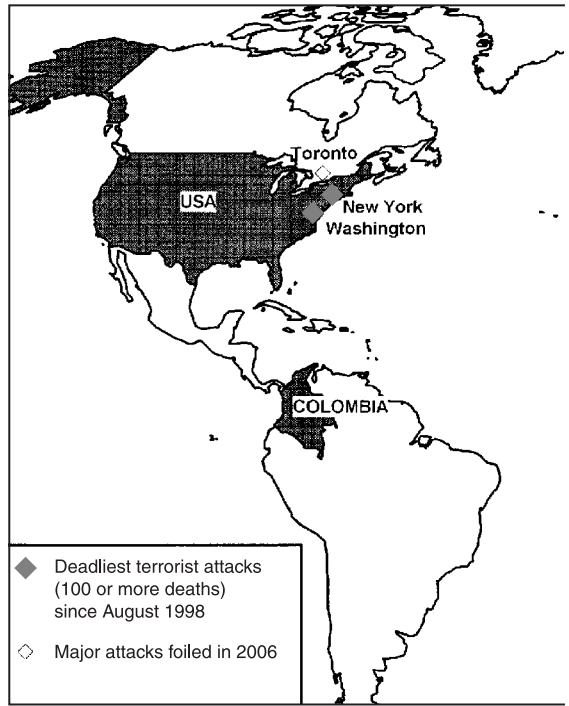 Toronto
USA
New York
Washington
COLOMBIA
Deadliest terrorist attacks
(100 or more deaths)
since August 1998
Major attacks foiled in 2006